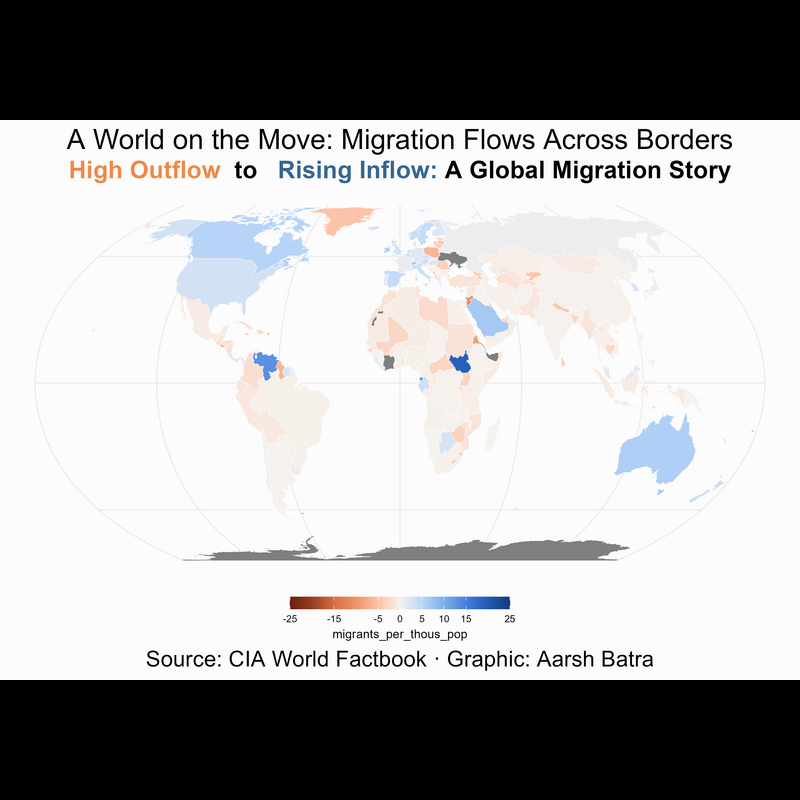 A World on the Move: Migration Flows Across Borders
High Outflow to Rising Inflow: A Global Migration Story
-25 -15 -5 0 5 10 15 25
migrants_per_thous_pop
Source: CIA World Factbook · Graphic: Aarsh Batra